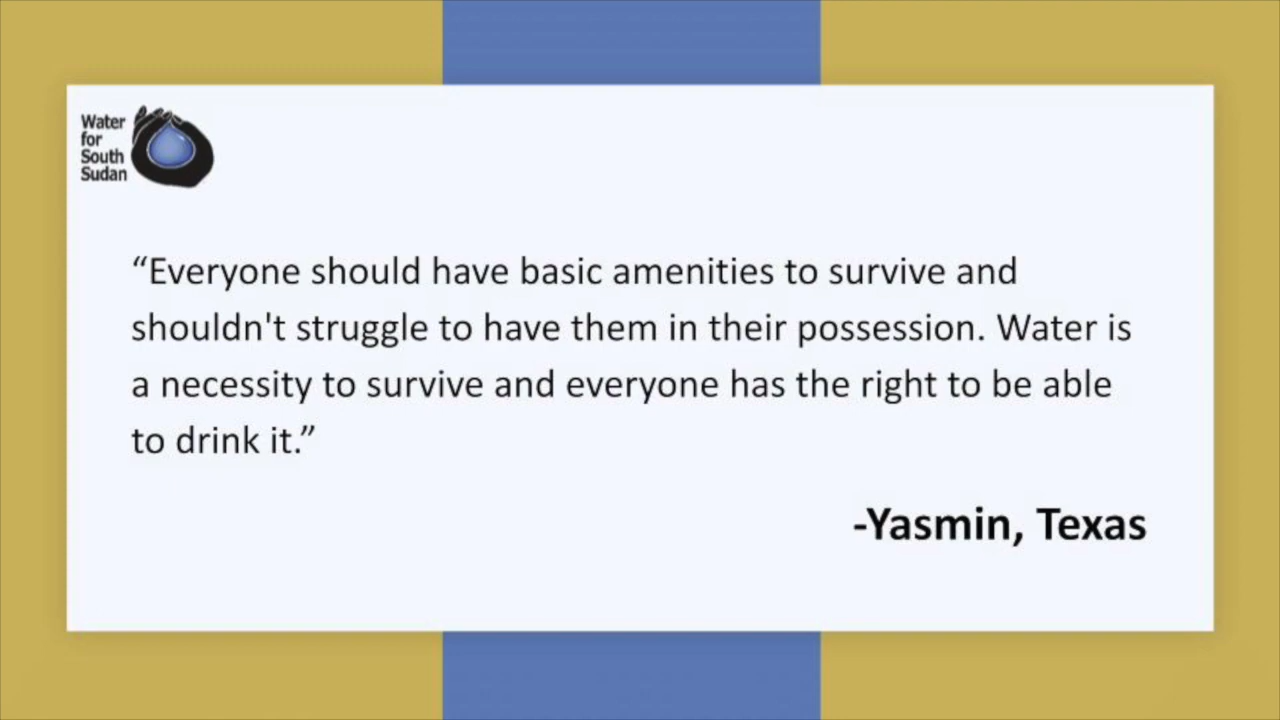 Water
for
South
Sudan
“Everyone should have basic amenities to survive and
shouldn't struggle to have them in their possession. Water is
a necessity to survive and everyone has the right to be able
to drink it.”
-Yasmin, Texas